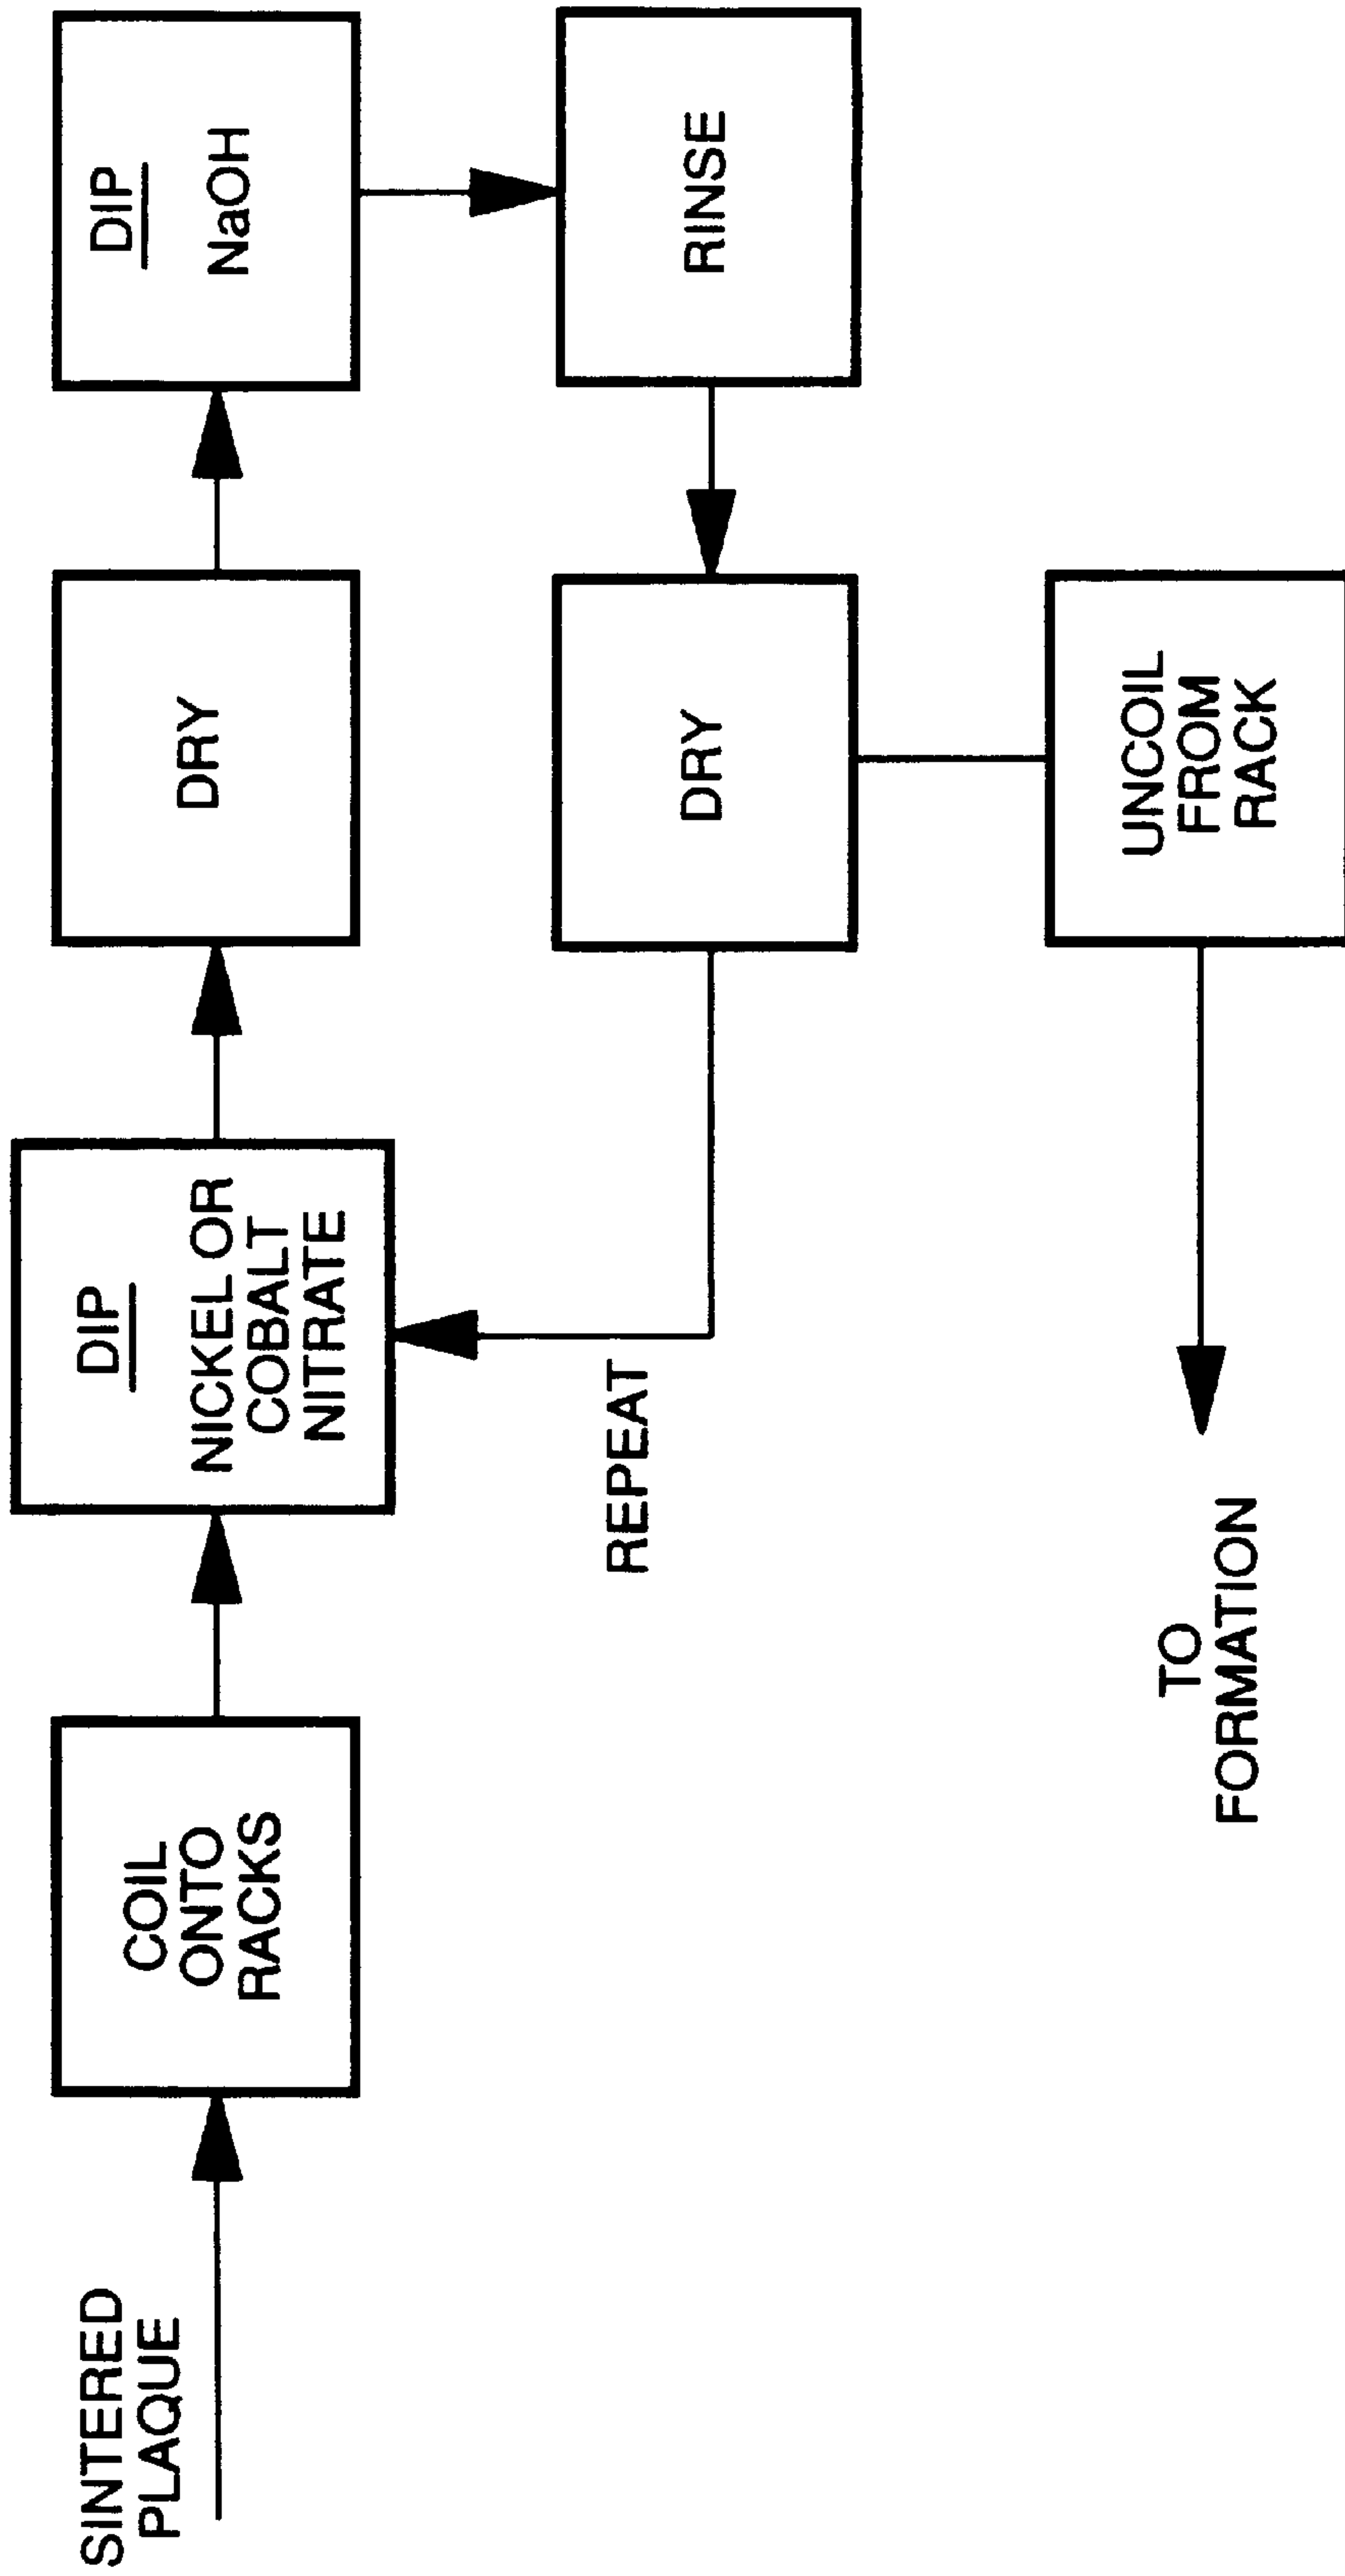 SINTERED
PLAQUE
COIL
ONTO
RACKS
DIP
NICKEL OR
COBALT
NITRATE
DRY
DIP
NaOH
RINSE
DRY
REPEAT
UNCOIL
FROM
RACK
TO
FORMATION